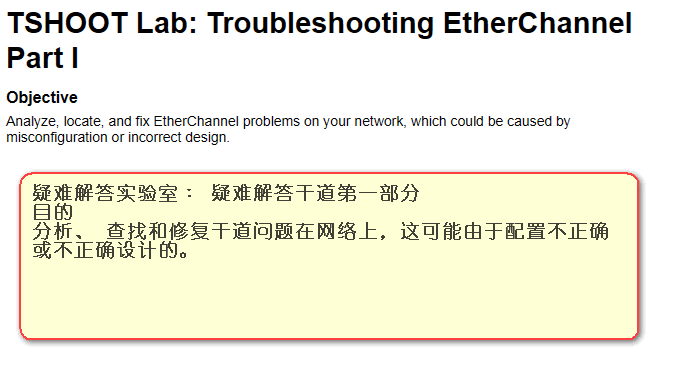 TSHOOT Lab: Troubleshooting EtherChannel
Part I
Objective
Analyze, locate, and fix EtherChannel problems on your network, which could be caused by
misconfiguration or incorrect design.
疑难解答实验室： 疑难解答干道第一部分
目的
分析、 查找和修复干道问题在网络上，这可能由于配置不正确
或不正确设计的。